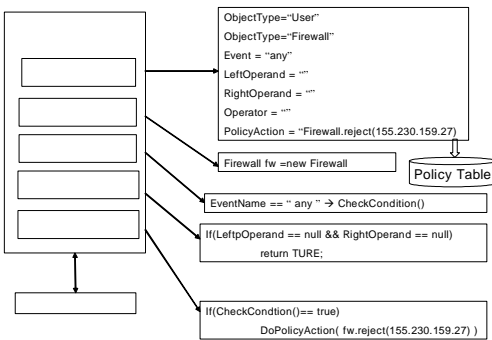 ObjectType=“User”
ObjectType=“Firewall”
Event = “any”
LeftOperand = “”
RightOperand = “”
Operator = “”
PolicyAction = “Firewall.reject(155.230.159.27)
Policy Table
Firewall fw =new Firewall
EventName == “ any ” → CheckCondition()
If(LeftpOperand == null && RightOperand == null)
return TURE;
If(CheckCondtion()== true)
DoPolicyAction( fw.reject(155.230.159.27) )